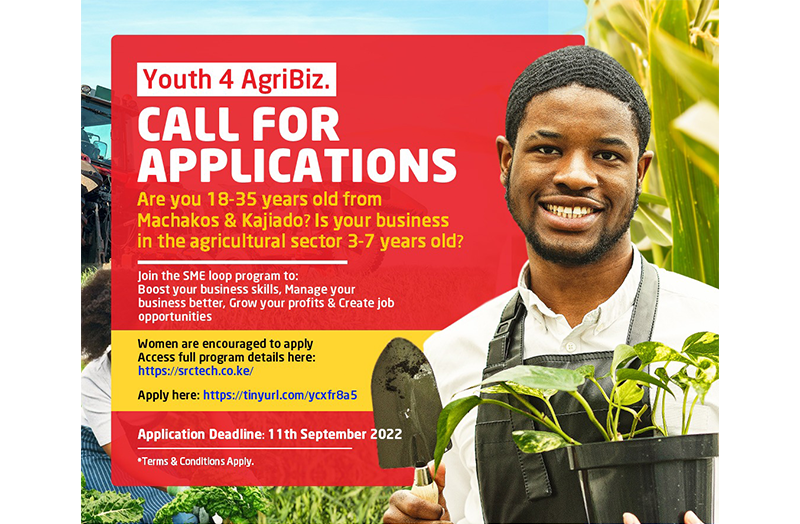 Youth 4 AgriBiz.
CALL FOR
APPLICATIONS
Are you 18-35 years old from
Machakos & Kajiado? Is your business
in the agricultural sector 3-7 years old?
Join the SME loop program to:
Boost your business skills, Manage your
business better, Grow your profits & Create job
opportunities
Women are encouraged to apply
Access full program details here:
https://srctech.co.ke/
Apply here: https://tinyurl.com/ycxfr8a5
Application Deadline: 11th September 2022
*Terms & Conditions Apply.